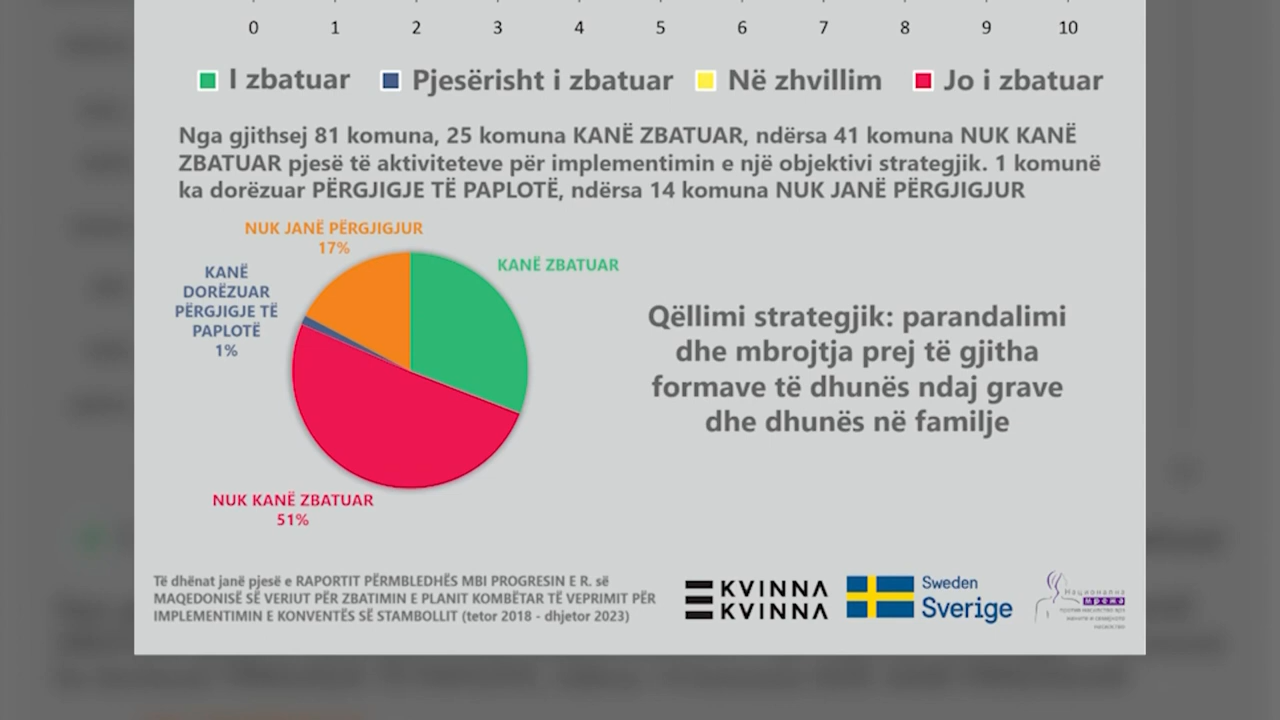 0 1 2 3 4 5 6 7 8 9 10
I zbatuar Pjesërisht i zbatuar Në zhvillim Jo i zbatuar
Nga gjithsej 81 komuna, 25 komuna KANË ZBATUAR, ndërsa 41 komuna NUK KANË
ZBATUAR pjesë të aktiviteteve për implementimin e një objektivi strategjik. 1 komunë
ka dorëzuar PËRGJIGJE TË PAPLOTË, ndërsa 14 komuna NUK JANË PËRGJIGJUR
NUK JANË PËRGJIGJUR
17%
KANË ZBATUAR
KANË
DORËZUAR
PËRGJIGJE TË
PAPLOTË
1%
Qëllimi strategjik: parandalimi
dhe mbrojtja prej të gjitha
formave të dhunës ndaj grave
dhe dhunës në familje
NUK KANË ZBATUAR
51%
Të dhënat janë pjesë e RAPORTIT PËRMBLEDHËS MBI PROGRESIN E R. së
MAQEDONISË SË VERIUT PËR ZBATIMIN E PLANIT KOMBËTAR TË VEPRIMIT PËR
IMPLEMENTIMIN E KONVENTËS SË STAMBOLLIT (tetor 2018 - dhjetor 2023)
KVINNA
KVINNA
Sweden
Sverige
Национална
мрежа